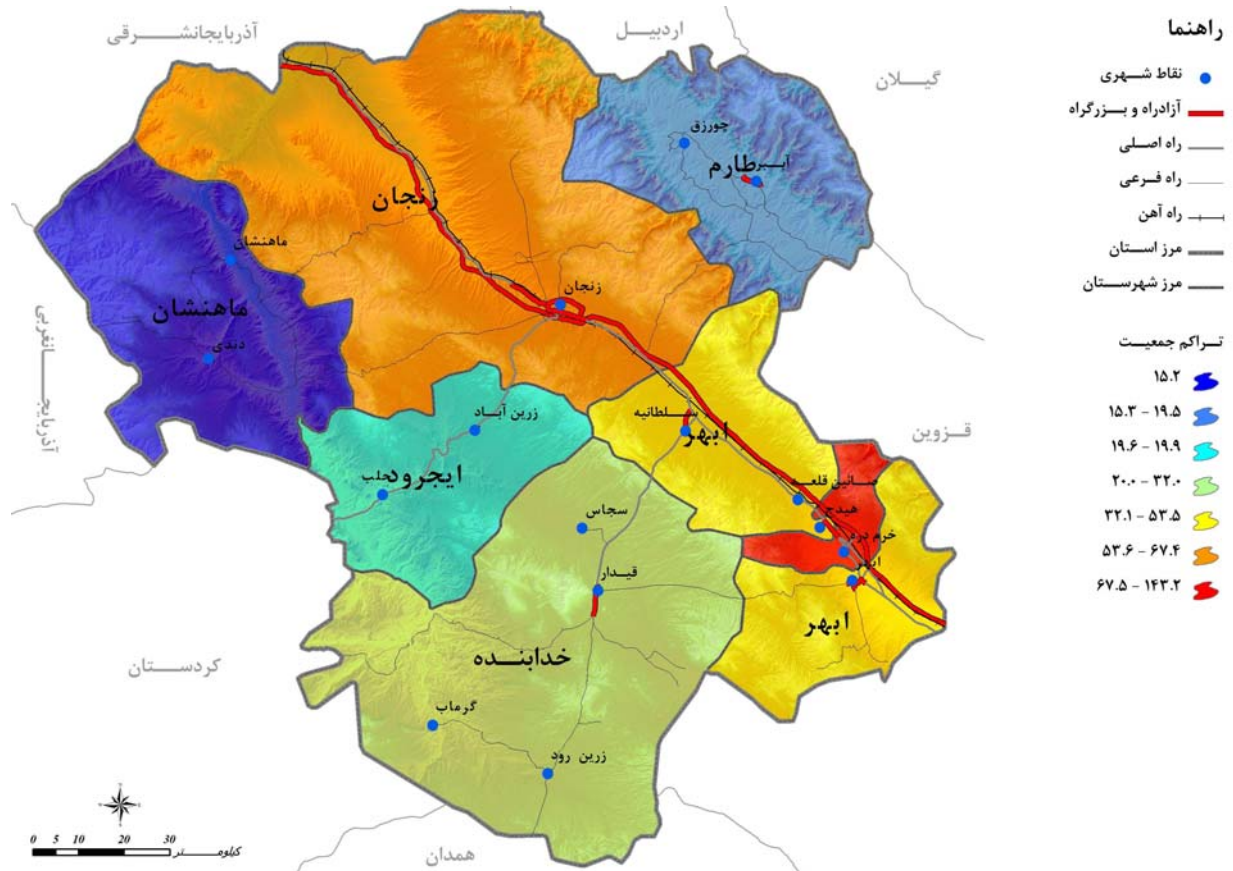 آذربایجانشرقی
اردبیل
گیلان
چورزق
آببر
طارم
زنجان
ماهنشان
ماهنشان
زنجان
دندی
آذربایجانغربی
سلطانیه
ابهر
قزوین
زرین آباد
حلب
ایجرود
صائین قلعه
هیدج
خرم دره
ابهر
سجاس
قیدار
ابهر
خدابنده
کردستان
گرماب
زرین رود
همدان
0 5 10 20 30
کیلومتر
راهنما
نقاط شهری
آزادراه و بزرگراه
راه اصلی
راه فرعی
راه آهن
مرز استان
مرز شهرستان
تراکم جمعیت
۱۵.۲
۱۵.۳ - ۱۹.۵
۱۹.۶ - ۱۹.۹
۲۰.۰ - ۳۲.۰
۳۲.۱ - ۵۳.۵
۵۳.۶ - ۶۷.۴
۶۷.۵ - ۱۴۳.۲